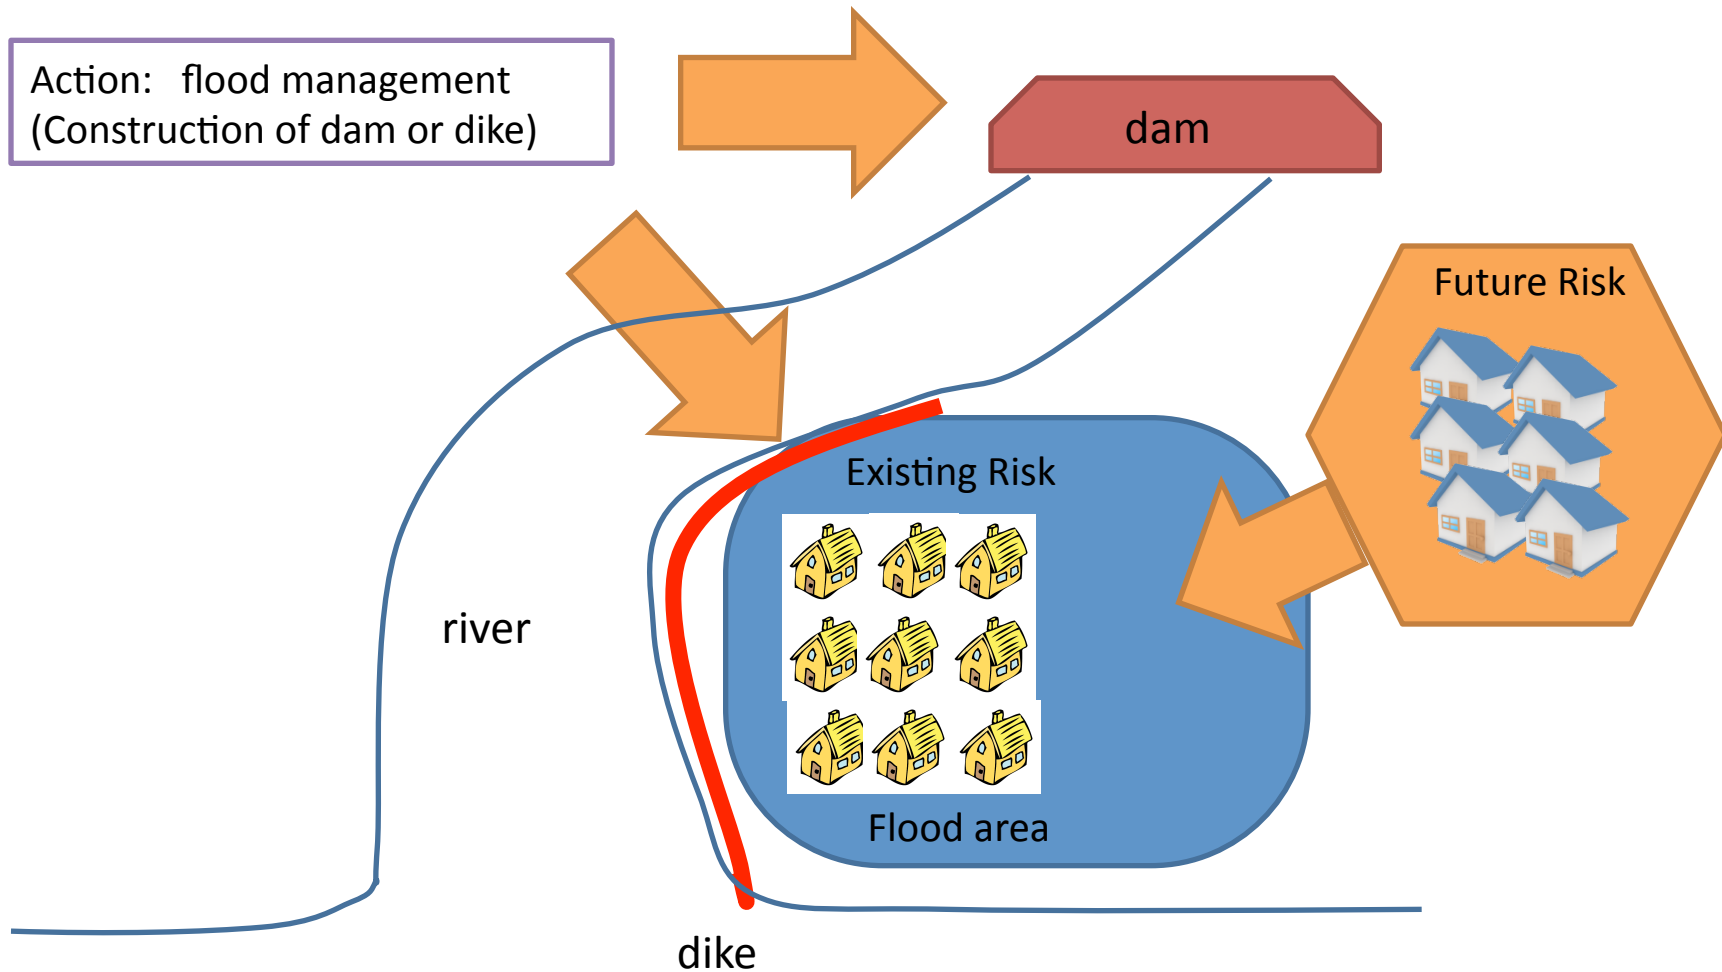 Action: flood management
(Construction of dam or dike)
dam
Future Risk
Existing Risk
river
Flood area
dike